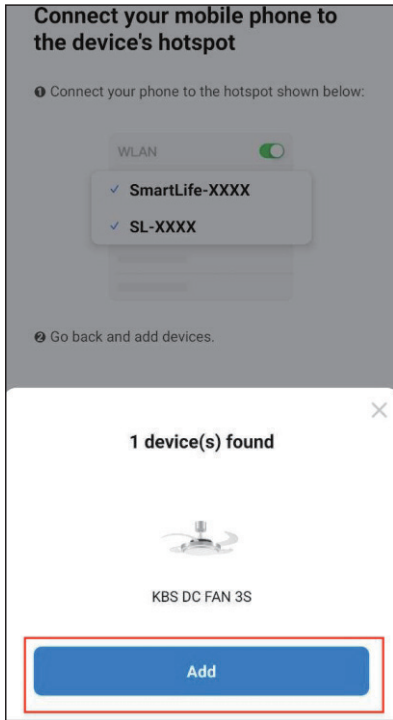 Connect your mobile phone to
the device's hotspot
❶ Connect your phone to the hotspot shown below:
WLAN
✓ SmartLife-XXXX
✓ SL-XXXX
❷ Go back and add devices.
1 device(s) found
KBS DC FAN 3S
Add